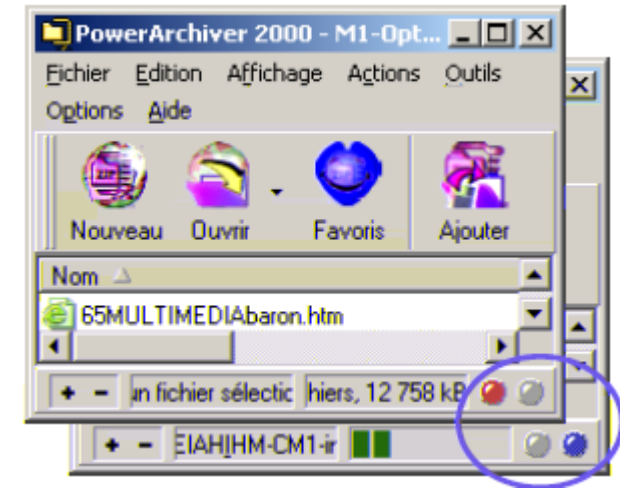 PowerArchiver 2000 - M1-Opt...
Fichier Edition Affichage Actions Outils
Options Aide
ZIP
Nouveau Ouvrir Favoris Ajouter
Nom
65MULTIMEDIAbaron.htm
+ - un fichier sélectic hiers, 12 758 kB
+ - EIAHIHM-CM1-ir